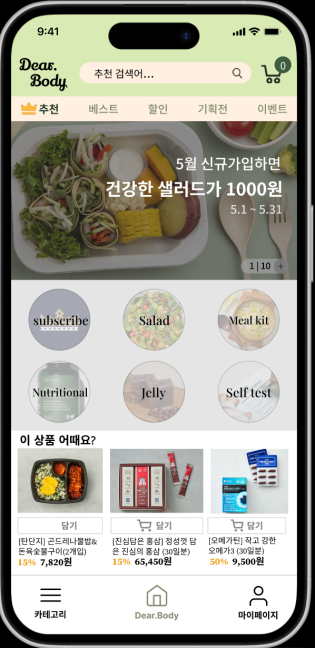 9:41
Dear.
Body
추천 검색어...
0
추천 베스트 할인 기획전 이벤트
5월 신규가입하면
건강한 샐러드가 1000원
5.1 ~ 5.31
1 | 10 +
subscribe Salad Meal kit
Nutritional Jelly Self test
이 상품 어때요?
담기 담기 담기
[탄단지] 곤드레나물밥&
돈육숯불구이(2개입)
15% 7,820원
[진심담은 홍삼] 정성껏 담
은 진심의 홍삼 (30일분)
15% 65,450원
[오메가틴] 작고 강한
오메가3 (30일분)
50% 9,500원
카테고리 Dear.Body 마이페이지